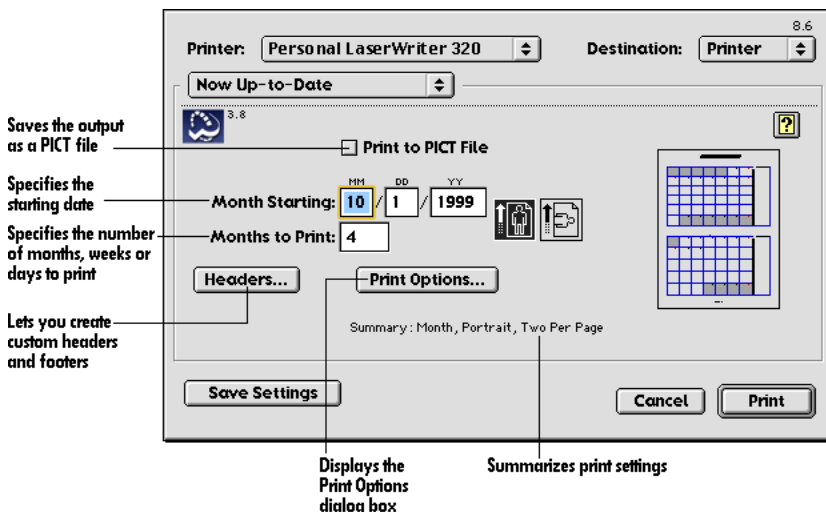 8.6
Printer: Personal LaserWriter 320 Destination: Printer
Now Up-to-Date
3.8
?
Saves the output
as a PICT file
Print to PICT File
Specifies the
starting date
MM DD YY
Month Starting: 10 / 1 / 1999
Specifies the number
of months, weeks or
days to print
Months to Print: 4
Headers... Print Options...
Lets you create
custom headers
and footers
Summary: Month, Portrait, Two Per Page
Save Settings Cancel Print
Displays the
Print Options
dialog box
Summarizes print settings